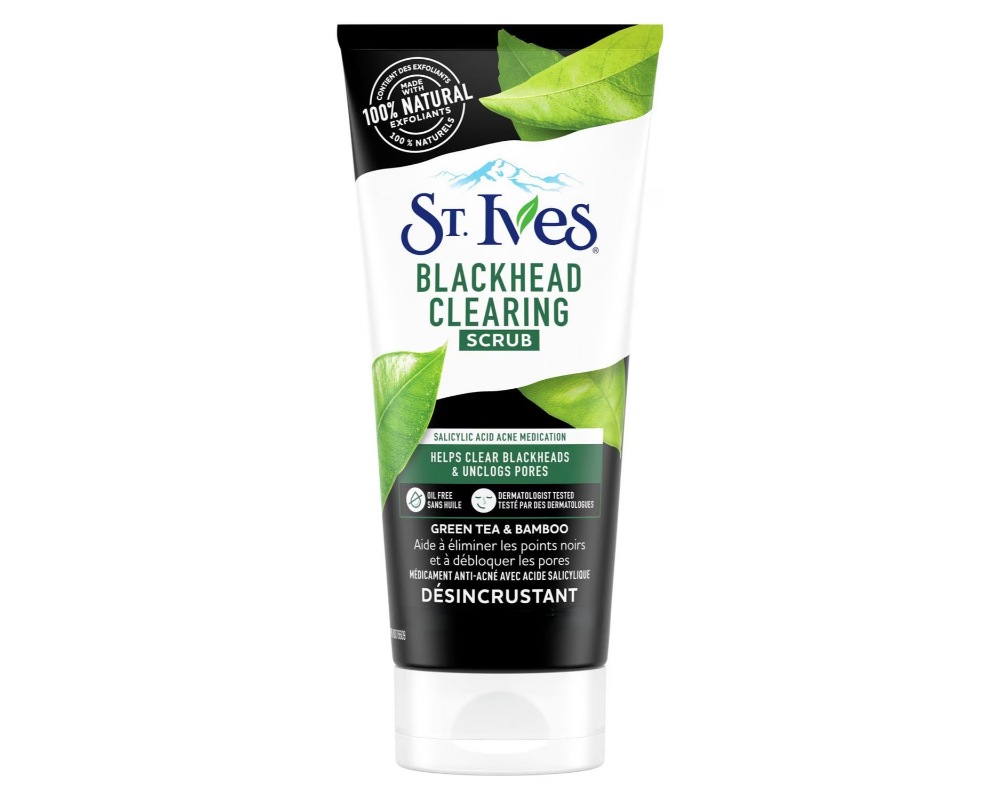 CONTIENT DES EXFOLIANTS
MADE
WITH
100% NATURAL
EXFOLIANTS
100 % NATURELS
ST. IVES®
BLACKHEAD
CLEARING
SCRUB
SALICYLIC ACID ACNE MEDICATION
HELPS CLEAR BLACKHEADS
& UNCLOGS PORES
OIL FREE
SANS HUILE
DERMATOLOGIST TESTED
TESTÉ PAR DES DERMATOLOGUES
GREEN TEA & BAMBOO
Aide à éliminer les points noirs
et à débloquer les pores
MÉDICAMENT ANTI-ACNÉ AVEC ACIDE SALICYLIQUE
DÉSINCRUSTANT